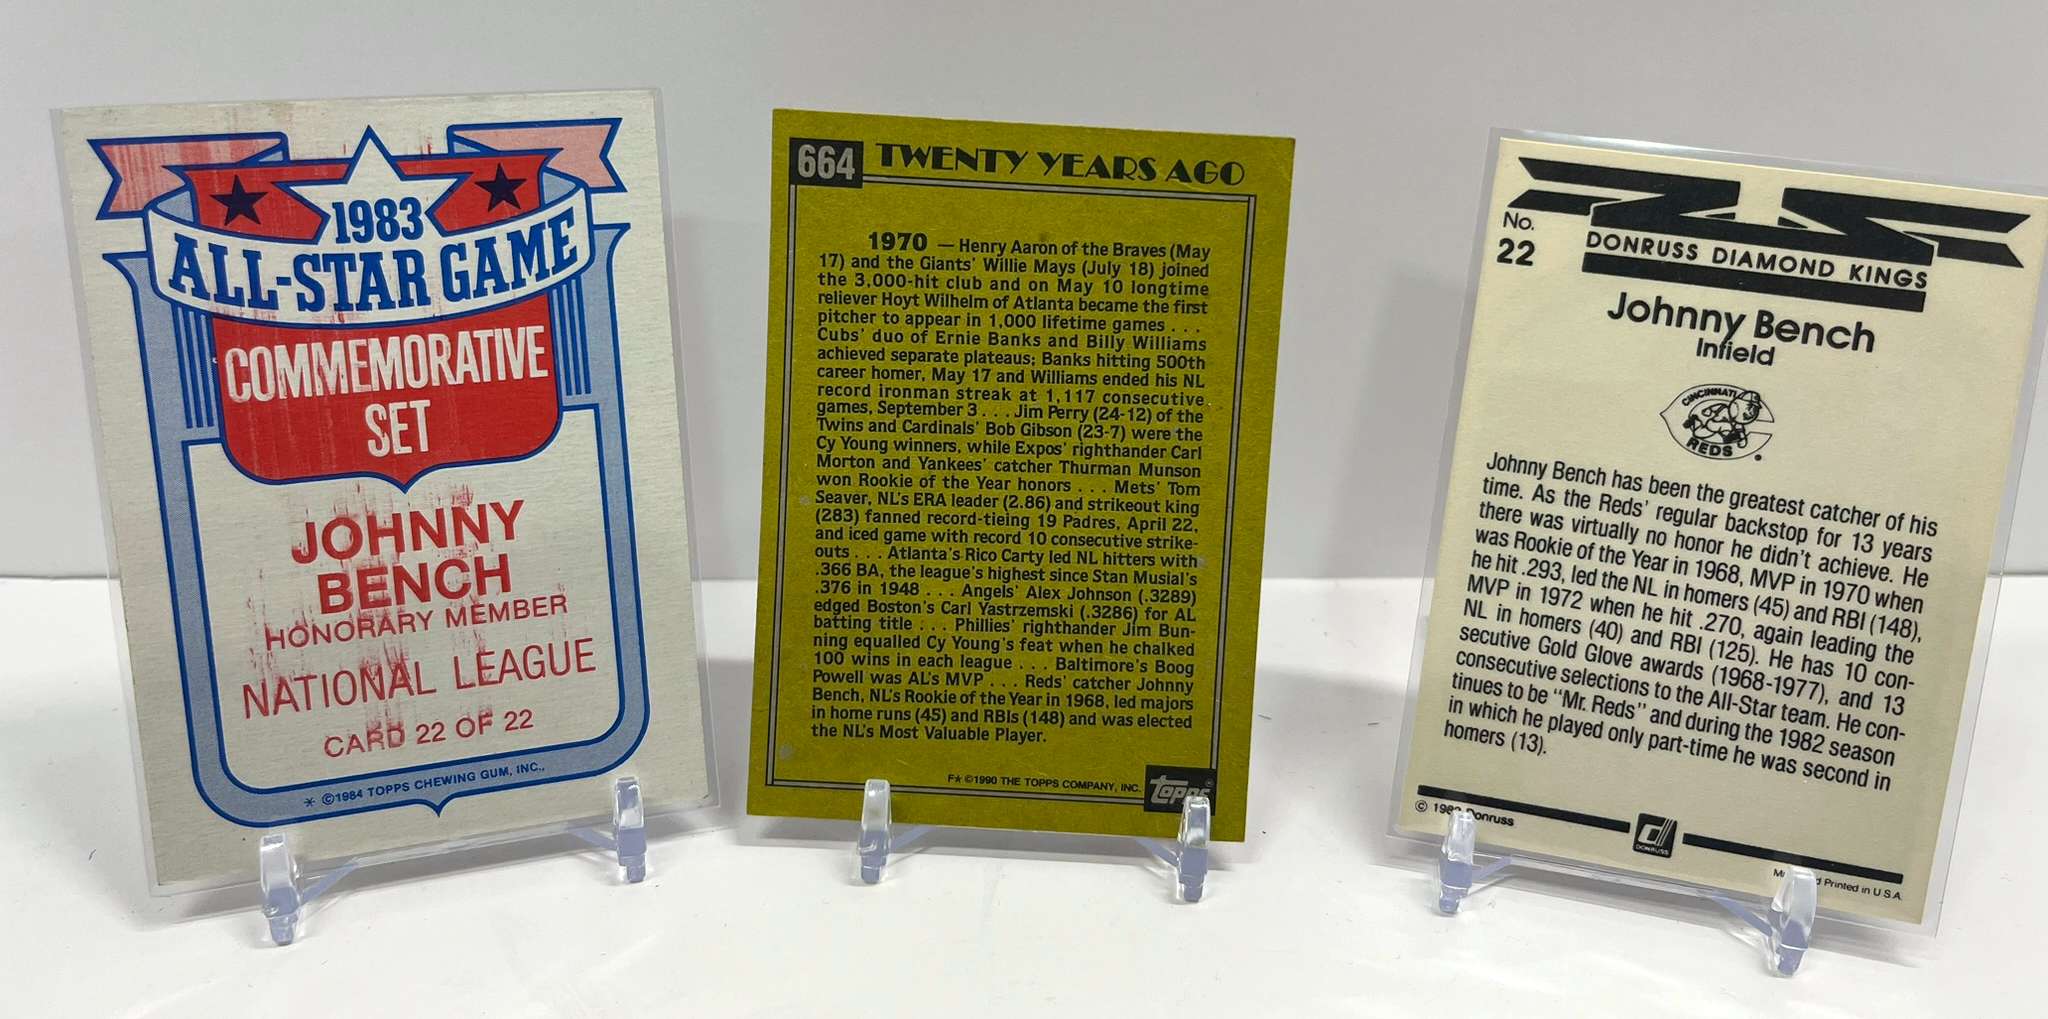 1983
ALL-STAR GAME
COMMEMORATIVE
SET
JOHNNY
BENCH
HONORARY MEMBER
NATIONAL LEAGUE
CARD 22 OF 22
* ©1984 TOPPS CHEWING GUM, INC.,
664 TWENTY YEARS AGO
1970 — Henry Aaron of the Braves (May
17) and the Giants' Willie Mays (July 18) joined
the 3,000-hit club and on May 10 longtime
reliever Hoyt Wilhelm of Atlanta became the first
pitcher to appear in 1,000 lifetime games . . .
Cubs' duo of Ernie Banks and Billy Williams
achieved separate plateaus; Banks hitting 500th
career homer, May 17 and Williams ended his NL
record ironman streak at 1,117 consecutive
games, September 3 . . . Jim Perry (24-12) of the
Twins and Cardinals' Bob Gibson (23-7) were the
Cy Young winners, while Expos' righthander Carl
Morton and Yankees' catcher Thurman Munson
won Rookie of the Year honors . . . Mets' Tom
Seaver, NL's ERA leader (2.86) and strikeout king
(283) fanned record-tieing 19 Padres, April 22,
and iced game with record 10 consecutive strike-
outs . . . Atlanta's Rico Carty led NL hitters with
.366 BA, the league's highest since Stan Musial's
.376 in 1948 . . . Angels' Alex Johnson (.3289)
edged Boston's Carl Yastrzemski (.3286) for AL
batting title . . . Phillies' righthander Jim Bun-
ning equalled Cy Young's feat when he chalked
100 wins in each league . . . Baltimore's Boog
Powell was AL's MVP . . . Reds' catcher Johnny
Bench, NL's Rookie of the Year in 1968, led majors
in home runs (45) and RBIs (148) and was elected
the NL's Most Valuable Player.
F* ©1990 THE TOPPS COMPANY, INC.
topps
No.
22
DONRUSS DIAMOND KINGS
Johnny Bench
Infield
CINCINNATI
REDS
Johnny Bench has been the greatest catcher of his
time. As the Reds' regular backstop for 13 years
there was virtually no honor he didn't achieve. He
was Rookie of the Year in 1968, MVP in 1970 when
he hit .293, led the NL in homers (45) and RBI (148),
MVP in 1972 when he hit .270, again leading the
NL in homers (40) and RBI (125). He has 10 con-
secutive Gold Glove awards (1968-1977), and 13
consecutive selections to the All-Star team. He con-
tinues to be "Mr. Reds" and during the 1982 season
in which he played only part-time he was second in
homers (13).
© Donruss
DONRUSS
Printed in U.S.A.